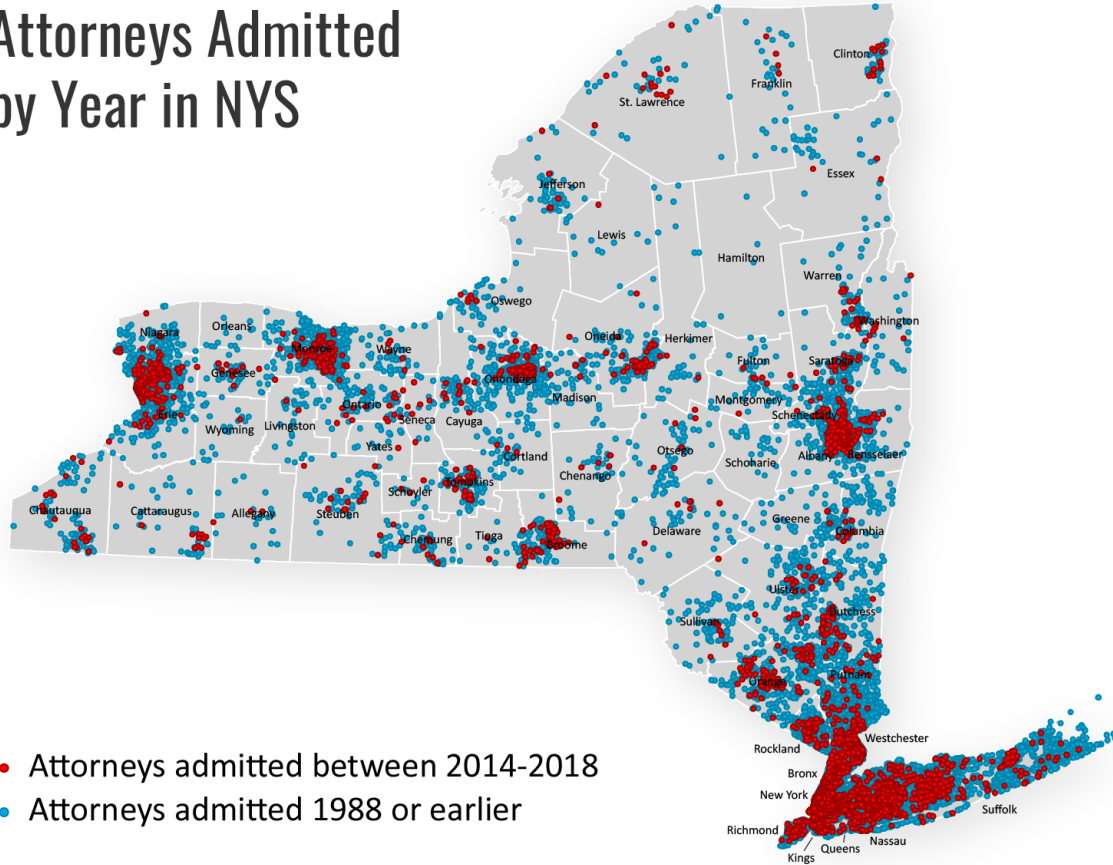 Attorneys Admitted
by Year in NYS
Clinton
Franklin
St. Lawrence
Essex
Jefferson
Lewis
Hamilton
Warren
Oswego
Washington
Niagara
Orleans
Monroe
Wayne
Oneida
Herkimer
Fulton
Saratoga
Genesee
Onondaga
Madison
Montgomery
Schenectady
Erie
Wyoming
Livingston
Ontario
Seneca
Cayuga
Yates
Cortland
Otsego
Schoharie
Albany
Rensselaer
Chenango
Tompkins
Schuyler
Chautauqua
Cattaraugus
Allegany
Steuben
Chemung
Tioga
Broome
Delaware
Greene
Columbia
Ulster
Dutchess
Sullivan
Orange
Putnam
Rockland
Westchester
Bronx
New York
Richmond
Kings
Queens
Nassau
Suffolk
Attorneys admitted between 2014-2018
Attorneys admitted 1988 or earlier